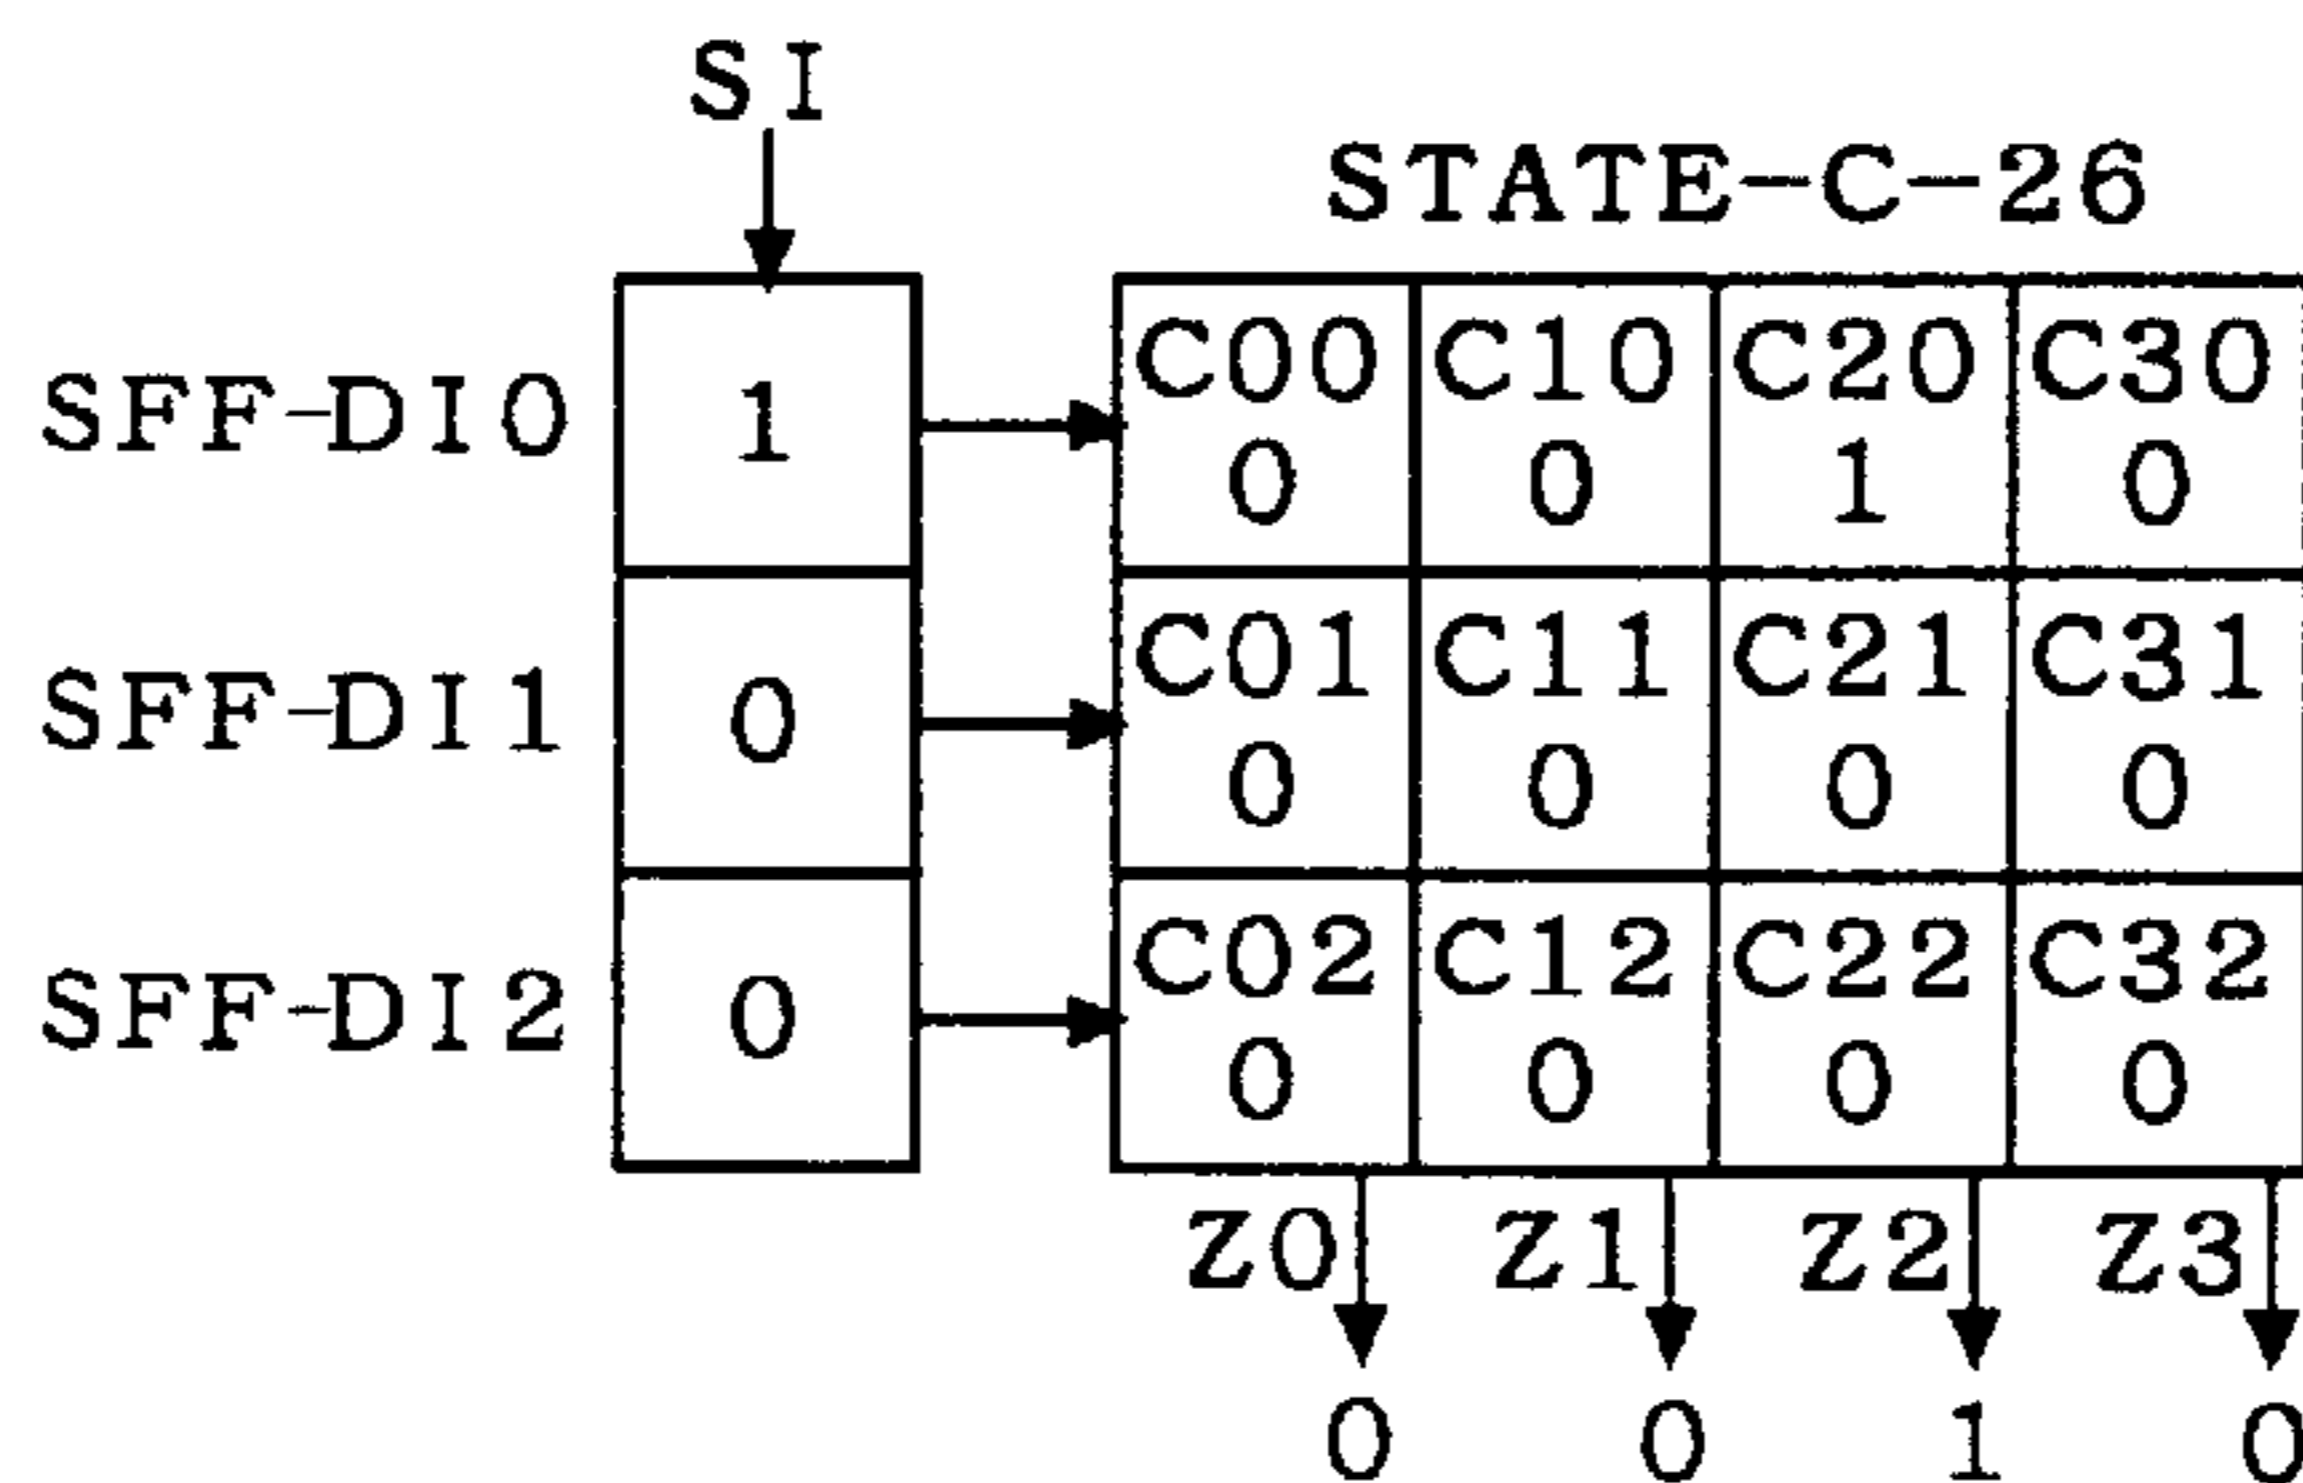 SI
STATE-C-26
SFF-DI0 1 C00 C10 C20 C30
0 0 1 0
SFF-DI1 0 C01 C11 C21 C31
0 0 0 0
SFF-DI2 0 C02 C12 C22 C32
0 0 0 0
Z0 Z1 Z2 Z3
0 0 1 0